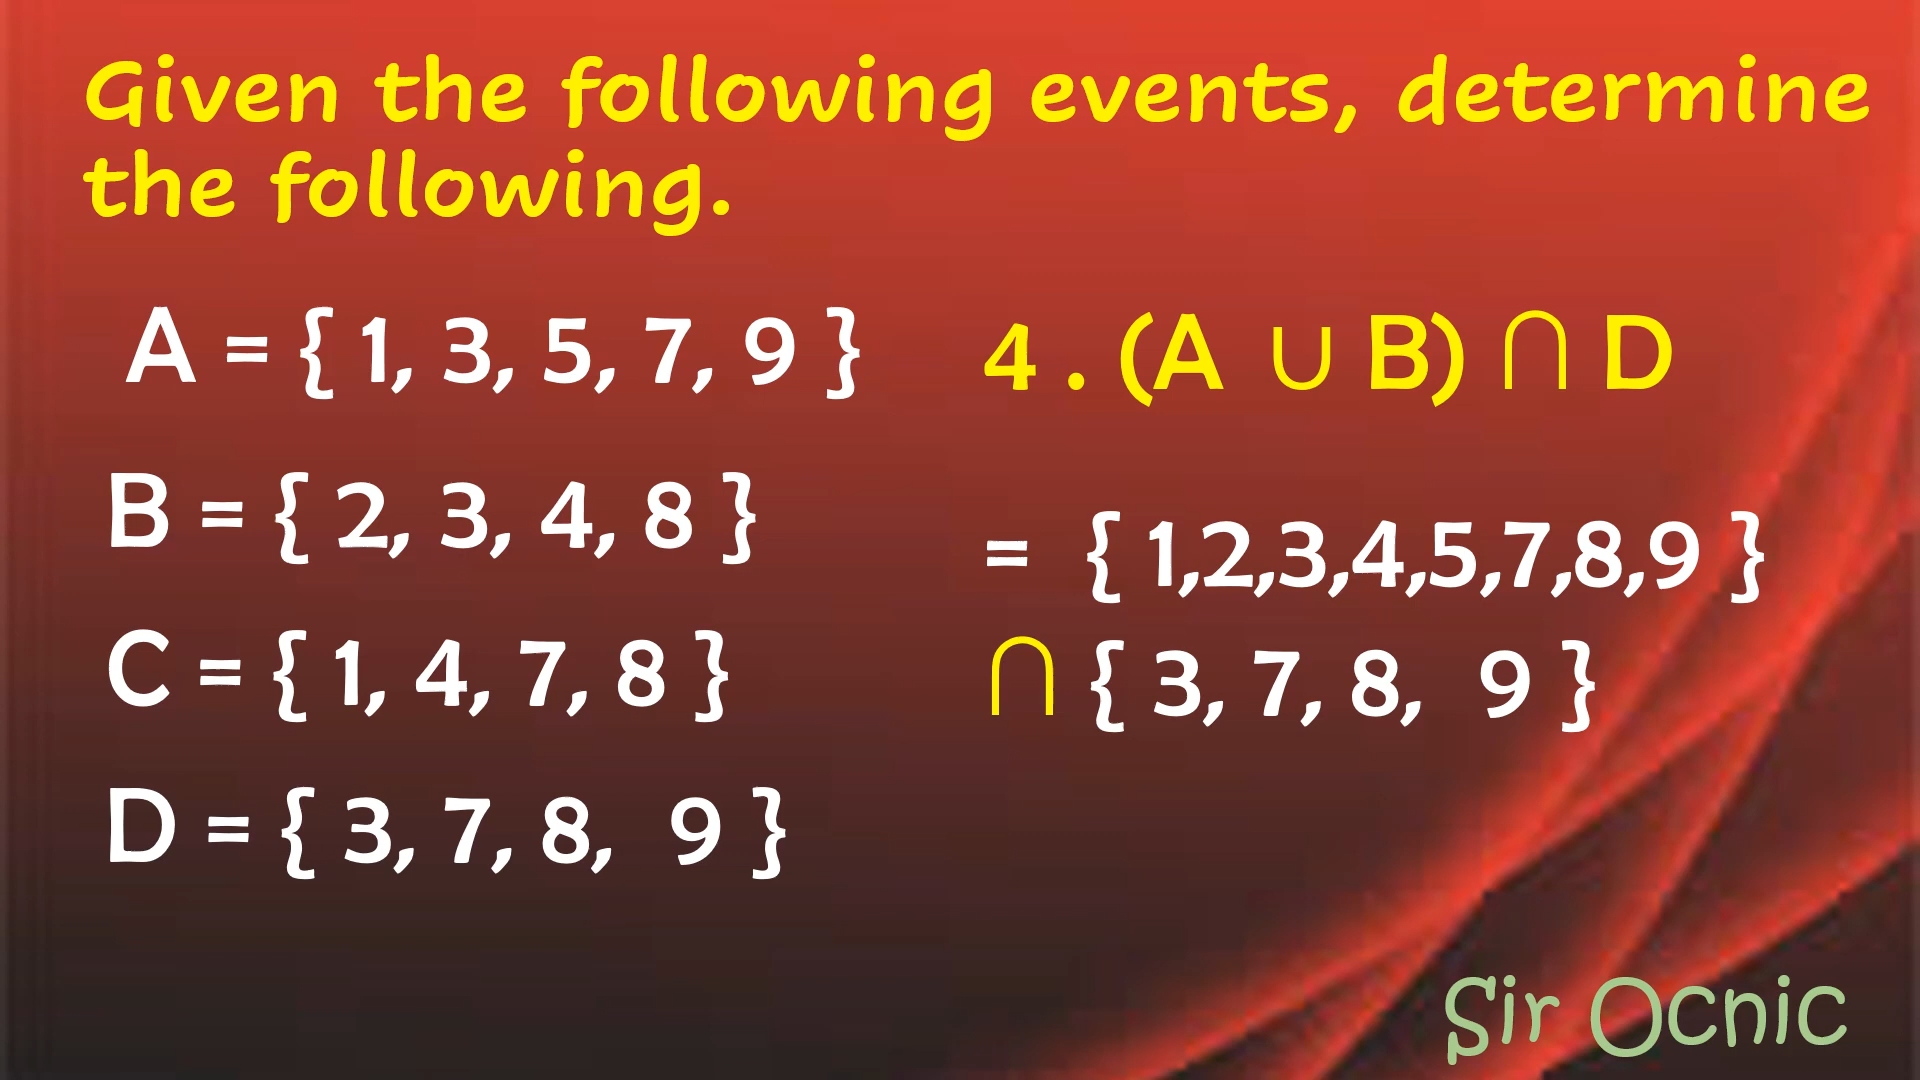 Given the following events, determine
the following.
A = { 1, 3, 5, 7, 9 }
B = { 2, 3, 4, 8 }
C = { 1, 4, 7, 8 }
D = { 3, 7, 8, 9 }
4 . (A ∪ B) ∩ D
= { 1,2,3,4,5,7,8,9 }
∩ { 3, 7, 8, 9 }
Sir Ocnic